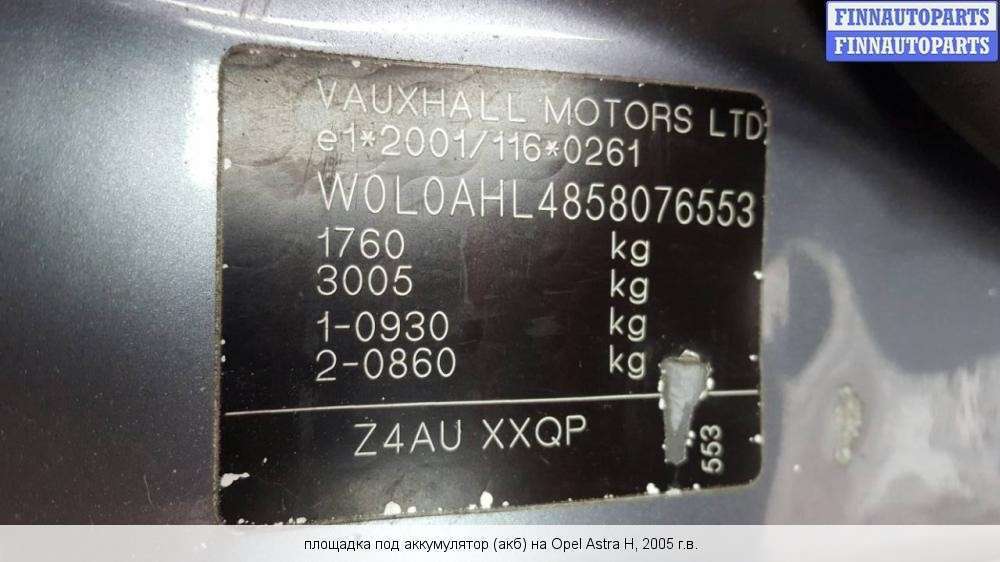 FINNAUTOPARTS
FINNAUTOPARTS
VAUXHALL MOTORS LTD
e1*2001/116*0261
W0L0AHL4858076553
1760 kg
3005 kg
1-0930 kg
2-0860 kg
Z4AU XXQP
553
площадка под аккумулятор (акб) на Opel Astra H, 2005 г.в.